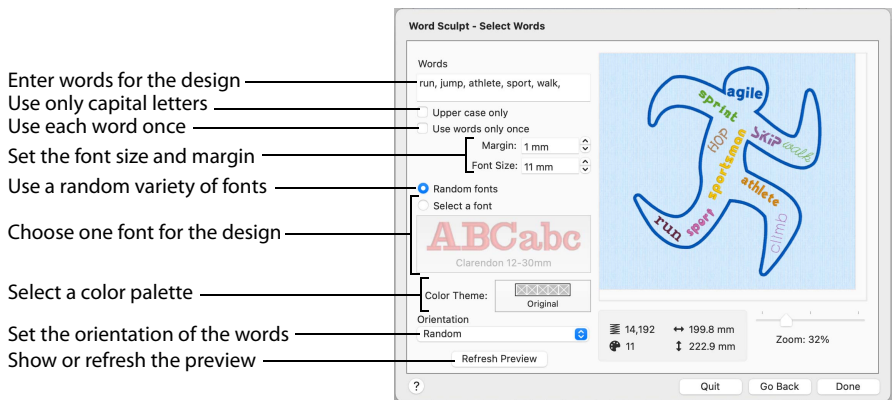 Word Sculpt - Select Words
Words
Enter words for the design
run, jump, athlete, sport, walk,
Use only capital letters
Upper case only
Use each word once
Use words only once
Set the font size and margin
Margin: 1 mm
Font Size: 11 mm
Use a random variety of fonts
Random fonts
Select a font
Choose one font for the design
ABCabc
Clarendon 12-30mm
Select a color palette
Color Theme:
Original
Set the orientation of the words
Orientation
Random
Show or refresh the preview
Refresh Preview
agile
sprint
HOP
SKiP
walk
sportsman
athlete
run
sport
climb
14,192
199.8 mm
11
222.9 mm
Zoom: 32%
?
Quit
Go Back
Done